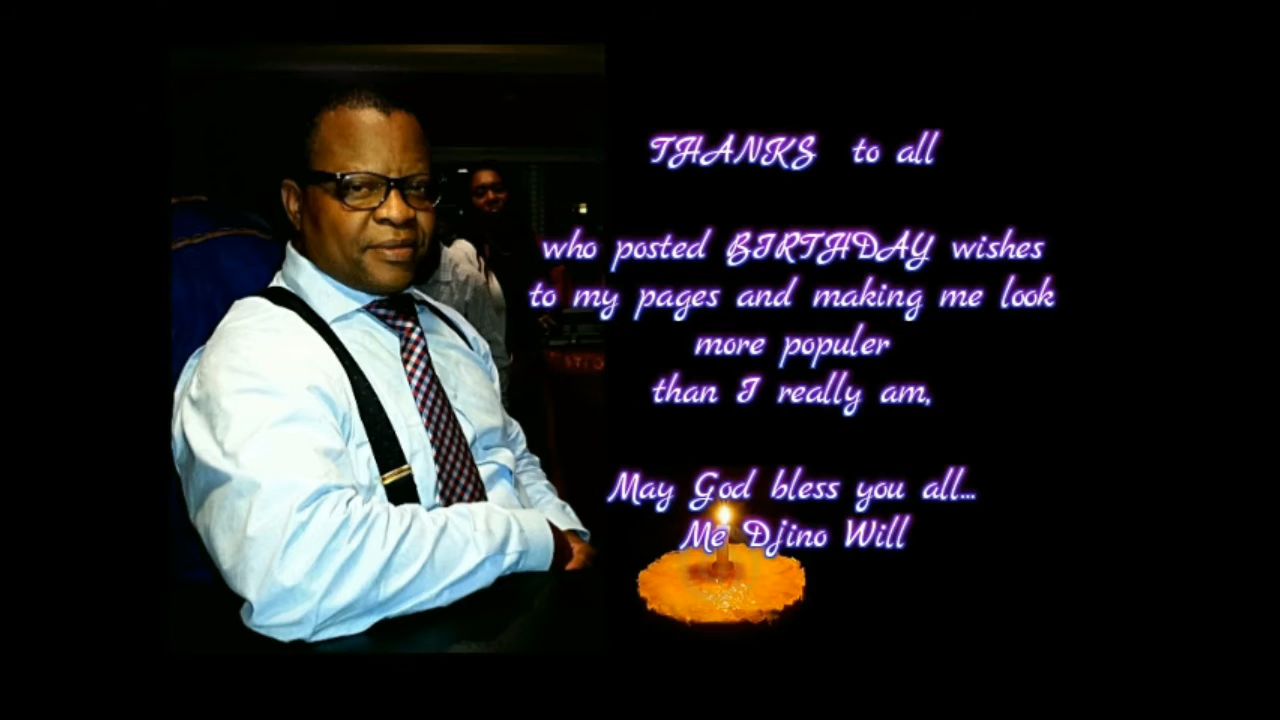 THANKS to all
who posted BIRTHDAY wishes
to my pages and making me look
more populer
than I really am,
May God bless you all...
Me Djino Will